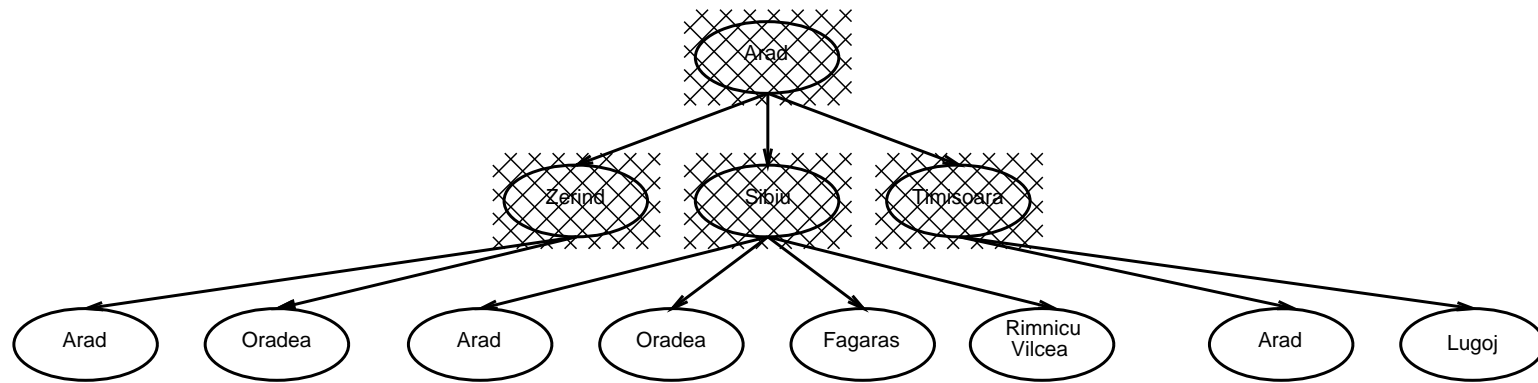 Arad
Zerind
Sibiu
Timisoara
Arad
Oradea
Arad
Oradea
Fagaras
Rimnicu
Vilcea
Arad
Lugoj